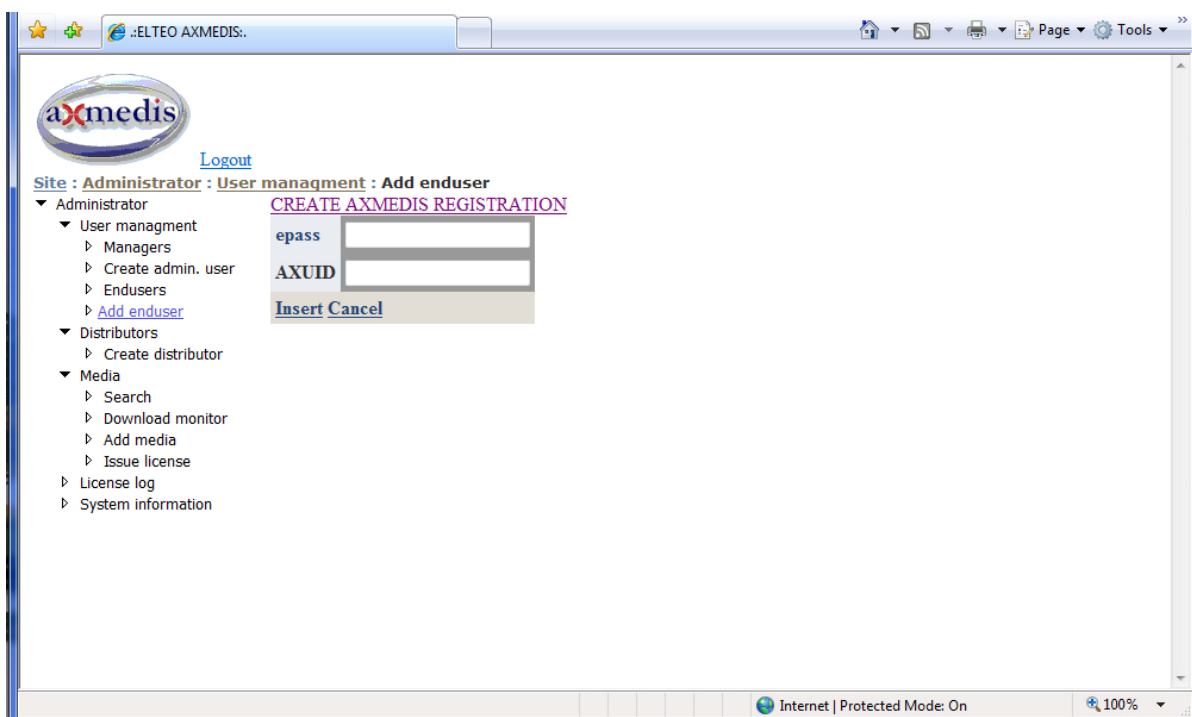 .:ELTEO AXMEDIS:.
Page Tools
axmedis
Logout
Site : Administrator : User managment : Add enduser
Administrator
User managment
Managers
Create admin. user
Endusers
Add enduser
Distributors
Create distributor
Media
Search
Download monitor
Add media
Issue license
License log
System information
CREATE AXMEDIS REGISTRATION
epass
AXUID
Insert Cancel
Internet | Protected Mode: On
100%